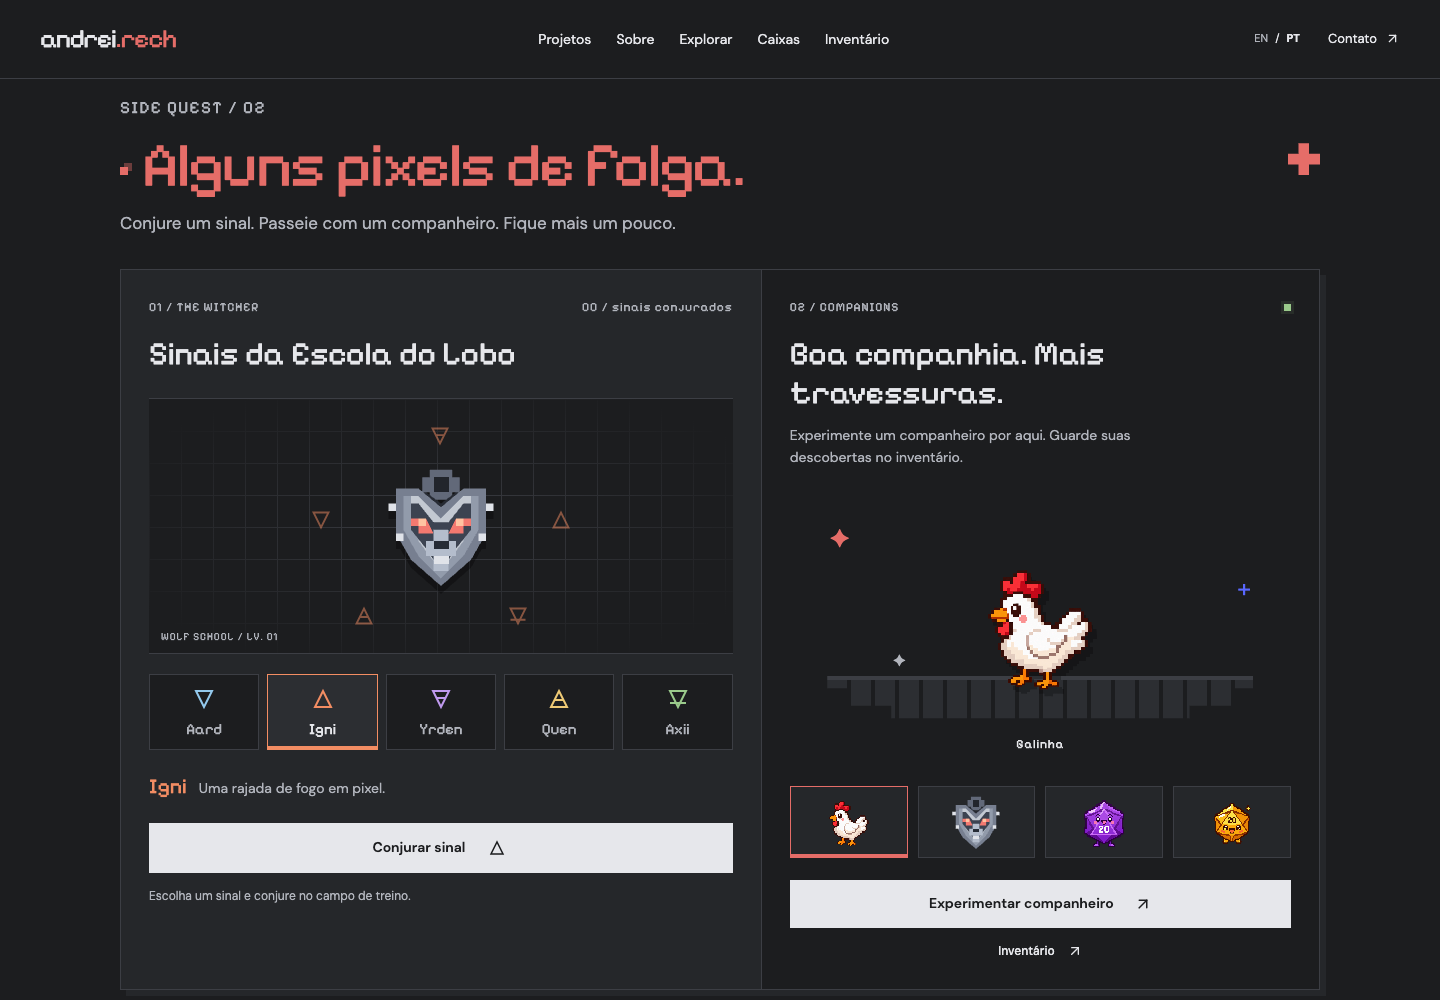 andrei.rech
Projetos Sobre Explorar Caixas Inventário
EN / PT Contato
SIDE QUEST / 02
Alguns pixels de folga.
Conjure um sinal. Passeie com um companheiro. Fique mais um pouco.
01 / THE WITCHER
00 / sinais conjurados
Sinais da Escola do Lobo
WOLF SCHOOL / LV. 01
Aard
Igni
Yrden
Quen
Axii
Igni Uma rajada de fogo em pixel.
Conjurar sinal
Escolha um sinal e conjure no campo de treino.
02 / COMPANIONS
Boa companhia. Mais
travessuras.
Experimente um companheiro por aqui. Guarde suas
descobertas no inventário.
Galinha
20
20
Experimentar companheiro
Inventário